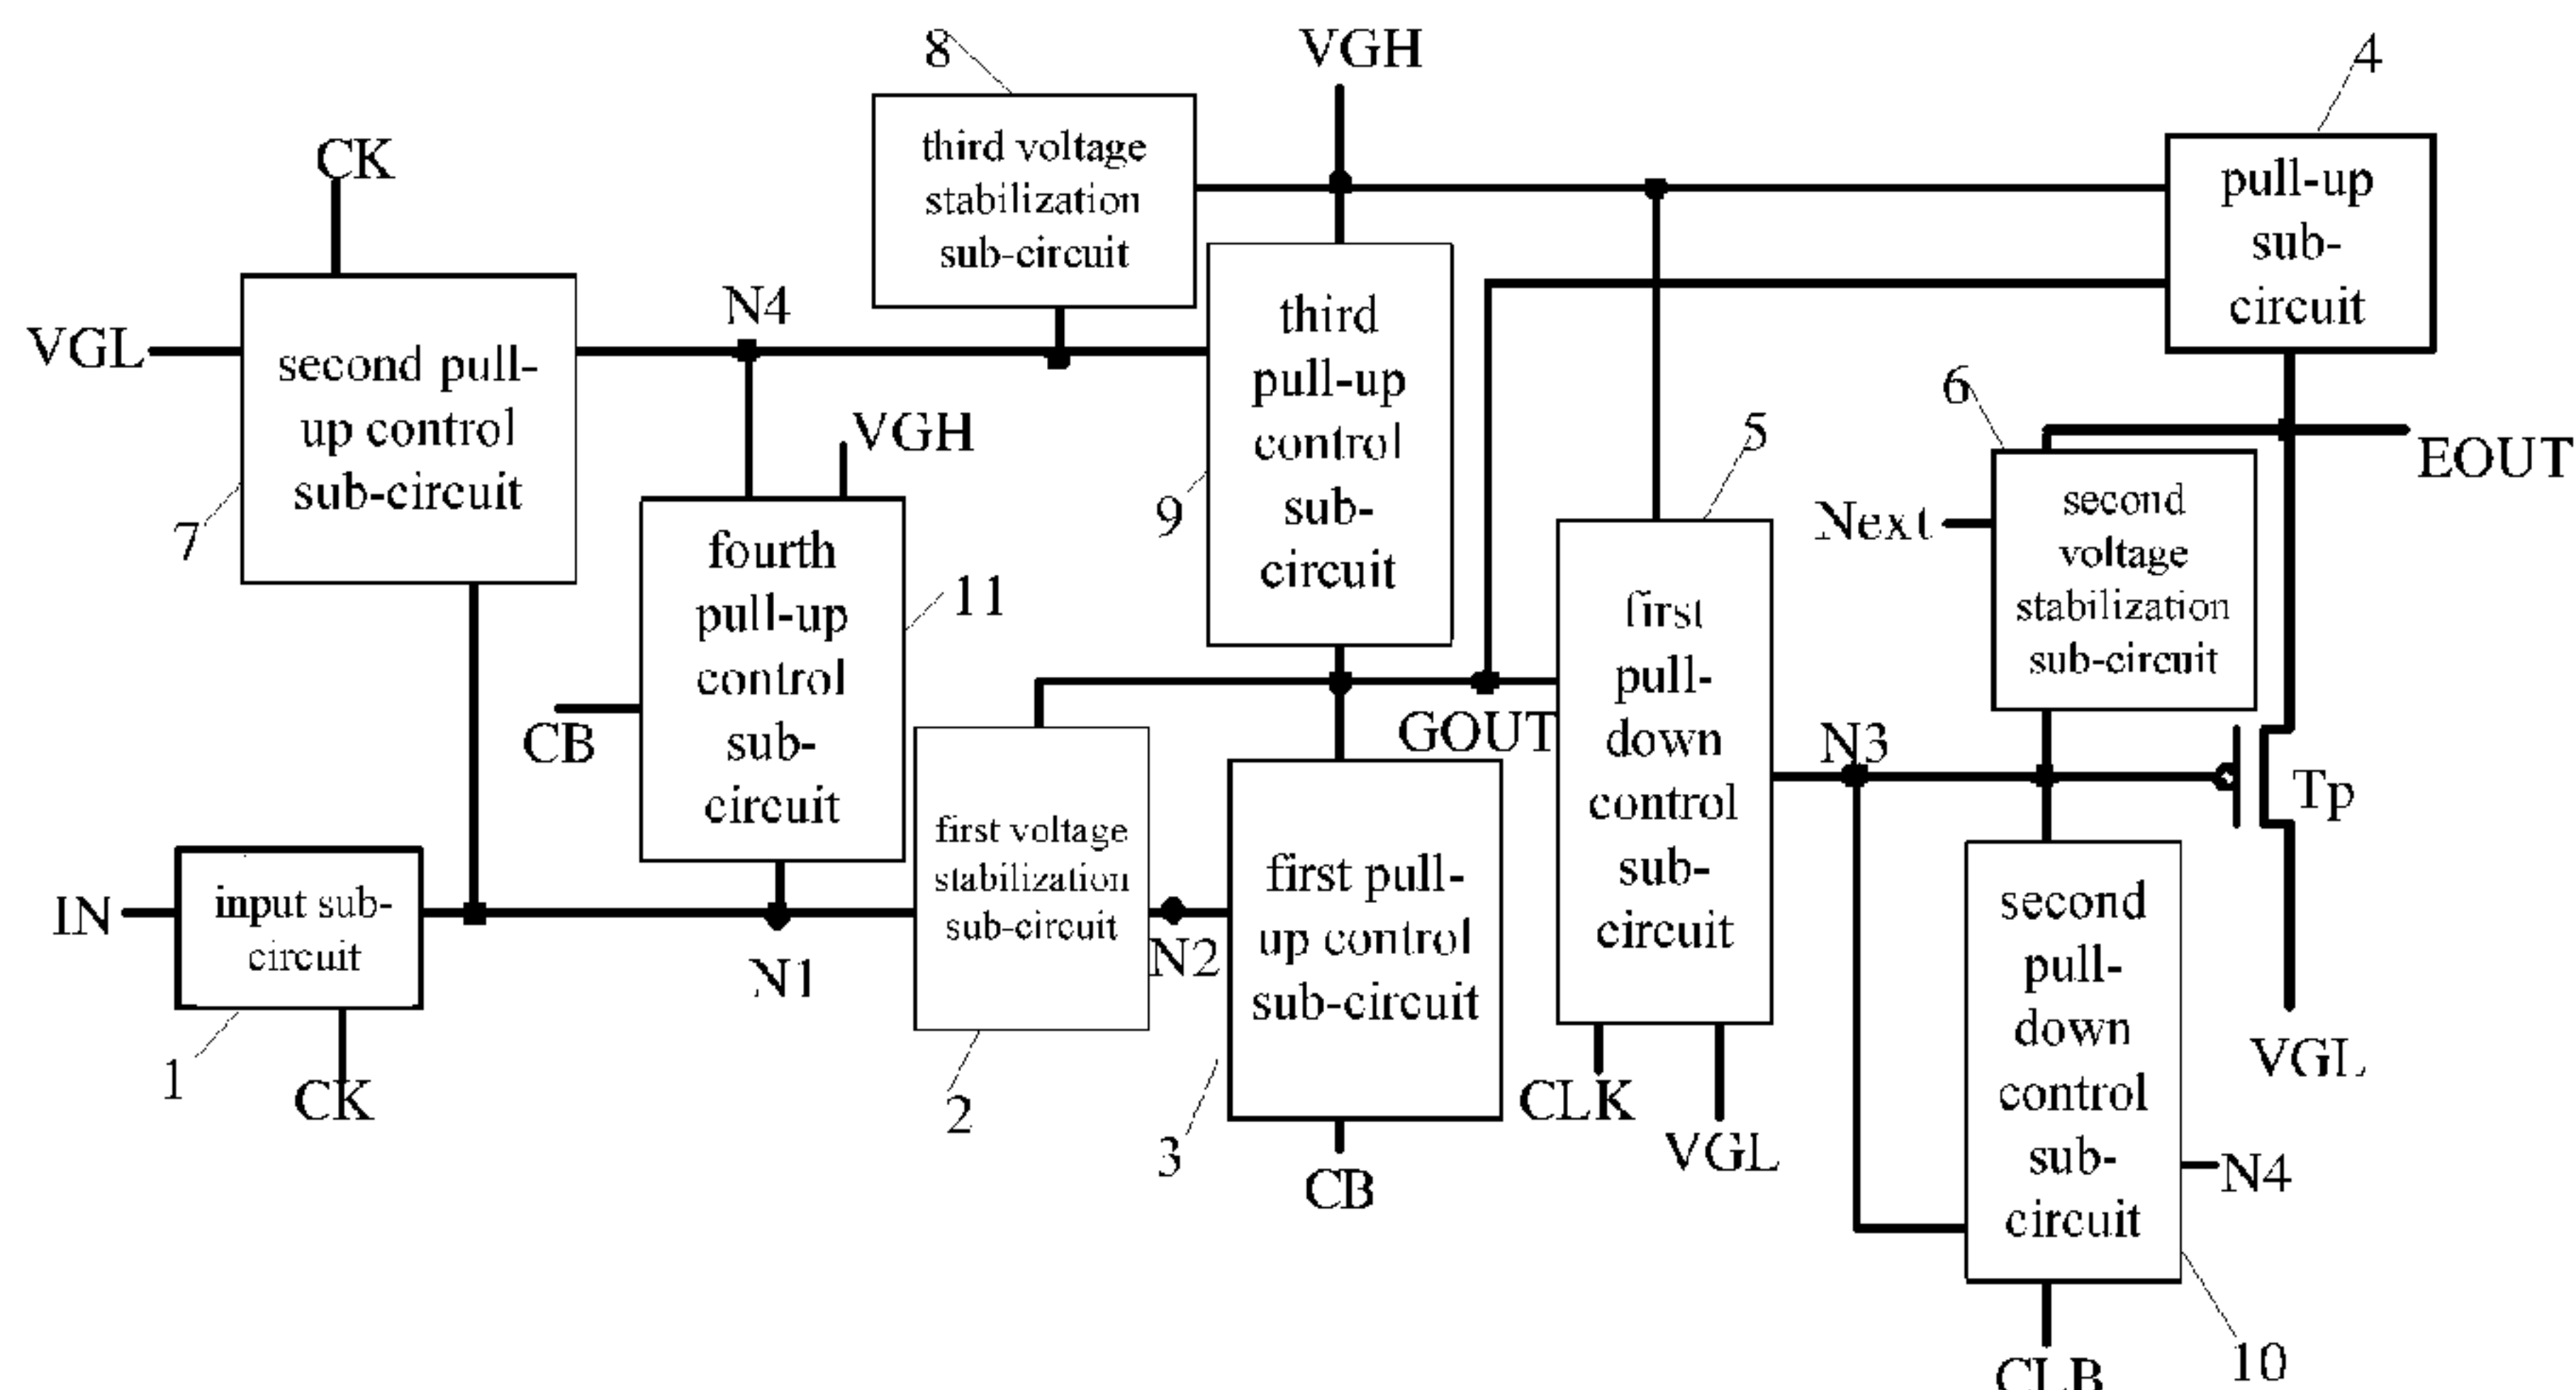 8
VGH
4
third voltage
stabilization
sub-circuit
pull-up
sub-
circuit
CK
VGL
second pull-
up control
sub-circuit
7
N4
third
pull-up
control
sub-
circuit
9
VGH
fourth
pull-up
control
sub-
circuit
11
CB
5
6
EOUT
Next
second
voltage
stabilization
sub-circuit
first
pull-
down
control
sub-
circuit
GOUT
N3
Tp
IN
input sub-
circuit
1
CK
N1
first voltage
stabilization
sub-circuit
2
N2
first pull-
up control
sub-circuit
3
CB
CLK
VGL
second
pull-
down
control
sub-
circuit
VGL
N4
10
CLB